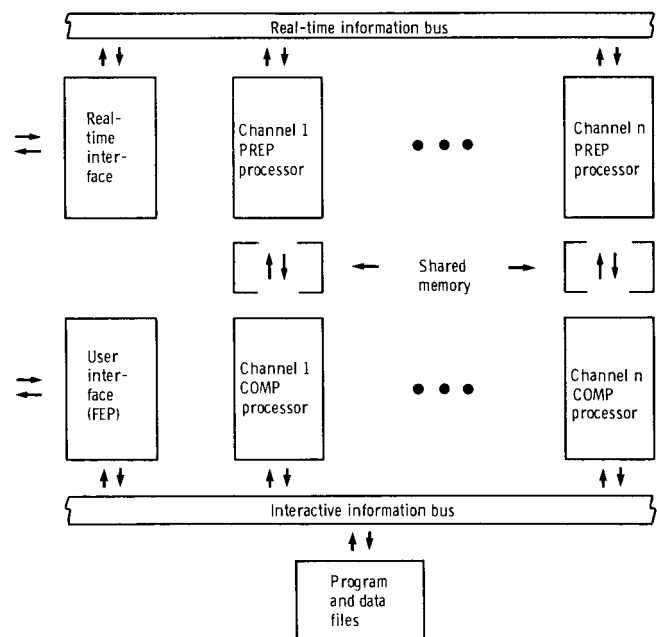 Real-time information bus
Real-
time
inter-
face
Channel 1
PREP
processor
Channel n
PREP
processor
Shared
memory
User
inter-
face
(FEP)
Channel 1
COMP
processor
Channel n
COMP
processor
Interactive information bus
Program
and data
files